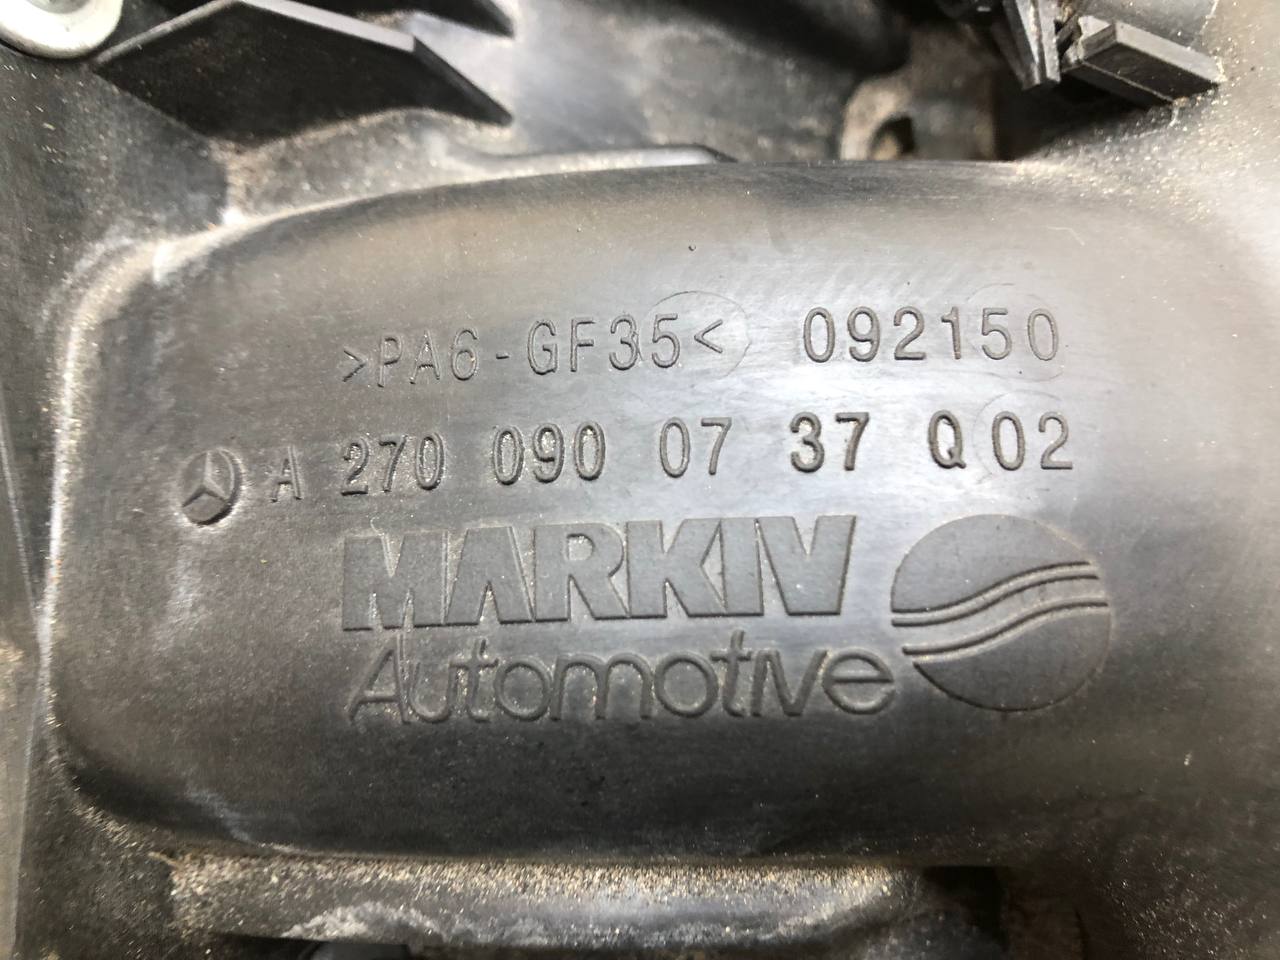 >PA6-GF35< 092150
A 270 090 07 37 Q02
MARKIV
Automotive